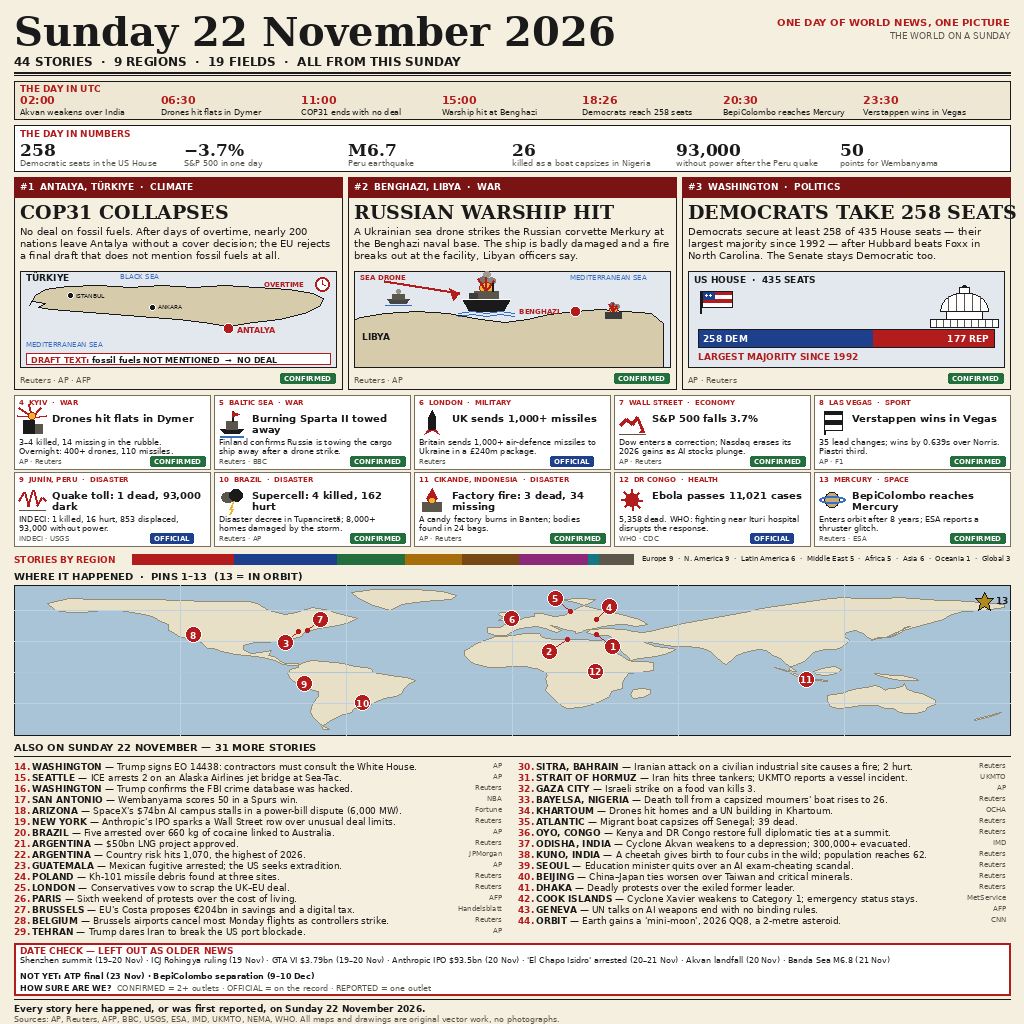 Sunday 22 November 2026
ONE DAY OF WORLD NEWS, ONE PICTURE
THE WORLD ON A SUNDAY
44 STORIES · 9 REGIONS · 19 FIELDS · ALL FROM THIS SUNDAY
THE DAY IN UTC
02:00 06:30 11:00 15:00 18:26 20:30 23:30
Akvan weakens over India Drones hit flats in Dymer COP31 ends with no deal Warship hit at Benghazi Democrats reach 258 seats BepiColombo reaches Mercury Verstappen wins in Vegas
THE DAY IN NUMBERS
258 −3.7% M6.7 26 93,000 50
Democratic seats in the US House S&P 500 in one day Peru earthquake killed as a boat capsizes in Nigeria without power after the Peru quake points for Wembanyama
#1 ANTALYA, TÜRKIYE · CLIMATE
COP31 COLLAPSES
No deal on fossil fuels. After days of overtime, nearly 200
nations leave Antalya without a cover decision; the EU rejects
a final draft that does not mention fossil fuels at all.
TÜRKIYE
BLACK SEA
OVERTIME
ISTANBUL
ANKARA
ANTALYA
MEDITERRANEAN SEA
DRAFT TEXT: fossil fuels NOT MENTIONED → NO DEAL
Reuters · AP · AFP
CONFIRMED
#2 BENGHAZI, LIBYA · WAR
RUSSIAN WARSHIP HIT
A Ukrainian sea drone strikes the Russian corvette Merkury at
the Benghazi naval base. The ship is badly damaged and a fire
breaks out at the facility, Libyan officers say.
SEA DRONE
MEDITERRANEAN SEA
BENGHAZI
LIBYA
Reuters · AP
CONFIRMED
#3 WASHINGTON · POLITICS
DEMOCRATS TAKE 258 SEATS
Democrats secure at least 258 of 435 House seats — their
largest majority since 1992 — after Hubbard beats Foxx in
North Carolina. The Senate stays Democratic too.
US HOUSE · 435 SEATS
258 DEM
177 REP
LARGEST MAJORITY SINCE 1992
AP · Reuters
CONFIRMED
4 KYIV · WAR
Drones hit flats in Dymer
3–4 killed, 14 missing in the rubble.
Overnight: 400+ drones, 110 missiles.
AP · Reuters
CONFIRMED
5 BALTIC SEA · WAR
Burning Sparta II towed
away
Finland confirms Russia is towing the cargo
ship away after a drone strike.
Reuters · BBC
CONFIRMED
6 LONDON · MILITARY
UK sends 1,000+ missiles
Britain sends 1,000+ air-defence missiles to
Ukraine in a £240m package.
Reuters
OFFICIAL
7 WALL STREET · ECONOMY
S&P 500 falls 3.7%
Dow enters a correction; Nasdaq erases its
2026 gains as AI stocks plunge.
AP · Reuters
CONFIRMED
8 LAS VEGAS · SPORT
Verstappen wins in Vegas
35 lead changes; wins by 0.639s over Norris.
Piastri third.
AP · F1
CONFIRMED
9 JUNÍN, PERU · DISASTER
Quake toll: 1 dead, 93,000
dark
INDECI: 1 killed, 16 hurt, 853 displaced,
93,000 without power.
INDECI · USGS
OFFICIAL
10 BRAZIL · DISASTER
Supercell: 4 killed, 162
hurt
Disaster decree in Tupanciretã; 8,000+
homes damaged by the storm.
Reuters · AP
CONFIRMED
11 CIKANDE, INDONESIA · DISASTER
Factory fire: 3 dead, 34
missing
A candy factory burns in Banten; bodies
found in 24 bags.
AP · Reuters
CONFIRMED
12 DR CONGO · HEALTH
Ebola passes 11,021 cases
5,358 dead. WHO: fighting near Ituri hospital
disrupts the response.
WHO · CDC
OFFICIAL
13 MERCURY · SPACE
BepiColombo reaches
Mercury
Enters orbit after 8 years; ESA reports a
thruster glitch.
Reuters · ESA
CONFIRMED
STORIES BY REGION
Europe 9 · N. America 9 · Latin America 6 · Middle East 5 · Africa 5 · Asia 6 · Oceania 1 · Global 3
WHERE IT HAPPENED · PINS 1–13 (13 = IN ORBIT)
5
4
13
7
6
8
3
2
1
12
9
11
10
ALSO ON SUNDAY 22 NOVEMBER — 31 MORE STORIES
14. WASHINGTON — Trump signs EO 14438: contractors must consult the White House. AP
15. SEATTLE — ICE arrests 2 on an Alaska Airlines jet bridge at Sea-Tac. AP
16. WASHINGTON — Trump confirms the FBI crime database was hacked. Reuters
17. SAN ANTONIO — Wembanyama scores 50 in a Spurs win. NBA
18. ARIZONA — SpaceX's $74bn AI campus stalls in a power-bill dispute (6,000 MW). Fortune
19. NEW YORK — Anthropic's IPO sparks a Wall Street row over unusual deal limits. Reuters
20. BRAZIL — Five arrested over 660 kg of cocaine linked to Australia. AP
21. ARGENTINA — $50bn LNG project approved. Reuters
22. ARGENTINA — Country risk hits 1,070, the highest of 2026. JPMorgan
23. GUATEMALA — Mexican fugitive arrested; the US seeks extradition. AP
24. POLAND — Kh-101 missile debris found at three sites. Reuters
25. LONDON — Conservatives vow to scrap the UK–EU deal. Reuters
26. PARIS — Sixth weekend of protests over the cost of living. AFP
27. BRUSSELS — EU's Costa proposes €204bn in savings and a digital tax. Handelsblatt
28. BELGIUM — Brussels airports cancel most Monday flights as controllers strike. Reuters
29. TEHRAN — Trump dares Iran to break the US port blockade. AP
30. SITRA, BAHRAIN — Iranian attack on a civilian industrial site causes a fire; 2 hurt. Reuters
31. STRAIT OF HORMUZ — Iran hits three tankers; UKMTO reports a vessel incident. UKMTO
32. GAZA CITY — Israeli strike on a food van kills 3. AP
33. BAYELSA, NIGERIA — Death toll from a capsized mourners' boat rises to 26. Reuters
34. KHARTOUM — Drones hit homes and a UN building in Khartoum. OCHA
35. ATLANTIC — Migrant boat capsizes off Senegal; 39 dead. Reuters
36. OYO, CONGO — Kenya and DR Congo restore full diplomatic ties at a summit. Reuters
37. ODISHA, INDIA — Cyclone Akvan weakens to a depression; 300,000+ evacuated. IMD
38. KUNO, INDIA — A cheetah gives birth to four cubs in the wild; population reaches 62. Reuters
39. SEOUL — Education minister quits over an AI exam-cheating scandal. Reuters
40. BEIJING — China–Japan ties worsen over Taiwan and critical minerals. Reuters
41. DHAKA — Deadly protests over the exiled former leader. Reuters
42. COOK ISLANDS — Cyclone Xavier weakens to Category 1; emergency status stays. MetService
43. GENEVA — UN talks on AI weapons end with no binding rules. AFP
44. ORBIT — Earth gains a 'mini-moon', 2026 QQ8, a 2-metre asteroid. CNN
DATE CHECK — LEFT OUT AS OLDER NEWS
Shenzhen summit (19–20 Nov) · ICJ Rohingya ruling (19 Nov) · GTA VI $3.79bn (19–20 Nov) · Anthropic IPO $93.5bn (20 Nov) · 'El Chapo Isidro' arrested (20–21 Nov) · Akvan landfall (20 Nov) · Banda Sea M6.8 (21 Nov)
NOT YET: ATP final (23 Nov) · BepiColombo separation (9–10 Dec)
HOW SURE ARE WE? CONFIRMED = 2+ outlets · OFFICIAL = on the record · REPORTED = one outlet
Every story here happened, or was first reported, on Sunday 22 November 2026.
Sources: AP, Reuters, AFP, BBC, USGS, ESA, IMD, UKMTO, NEMA, WHO. All maps and drawings are original vector work, no photographs.